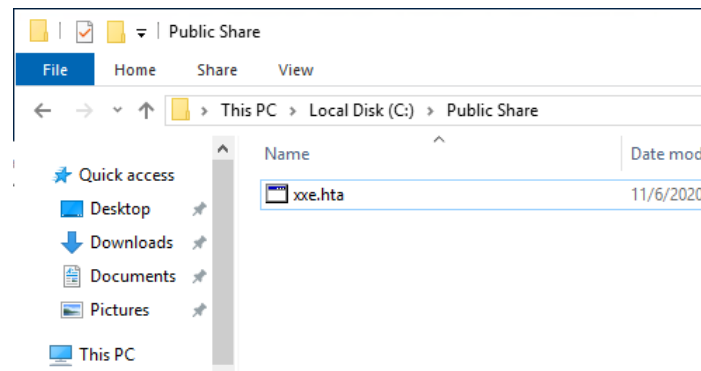 Public Share
File Home Share View
This PC > Local Disk (C:) > Public Share
Name Date mod
xxe.hta 11/6/2020
Quick access
Desktop
Downloads
Documents
Pictures
This PC